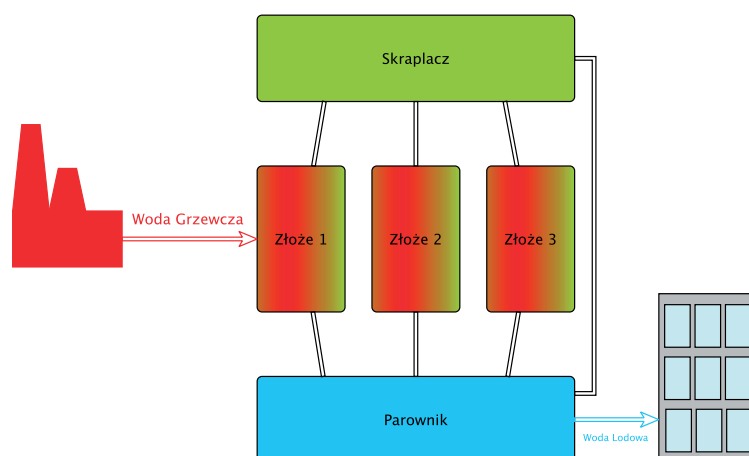 Skraplacz
Woda Grzewcza
Złoże 1
Złoże 2
Złoże 3
Parownik
Woda Lodowa